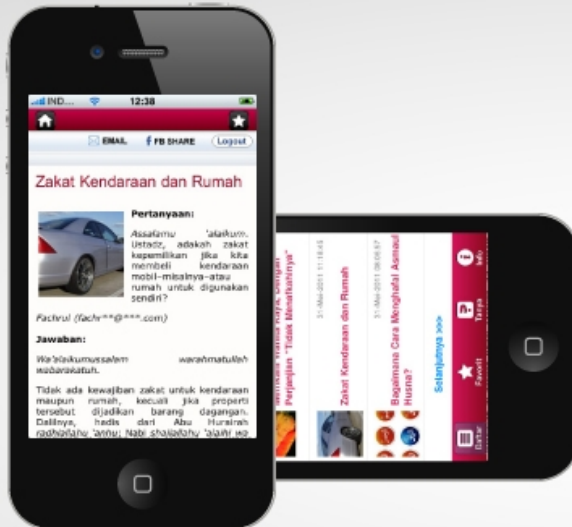 IND... 12:38
EMAIL FB SHARE Logout
Zakat Kendaraan dan Rumah
Pertanyaan:
Assalamu 'alaikum.
Ustadz, adakah zakat
kepemilikan jika kita
membeli kendaraan
mobil–misalnya–atau
rumah untuk digunakan
sendiri?
Fachrul (fachr**@***.com)
Jawaban:
Wa'alaikumussalam warahmatullah
wabarakatuh.
Tidak ada kewajiban zakat untuk kendaraan
maupun rumah, kecuali jika properti
tersebut dijadikan barang dagangan.
Dalilnya, hadis dari Abu Hurairah
radhiallahu 'anhu; Nabi shallallahu 'alaihi wa
Perjanjian "Tidak Menafkahinya"
31-Mei-2011 11:18:45
Zakat Kendaraan dan Rumah
31-Mei-2011 08:06:57
Bagaimana Cara Menghafal Asmaul
Husna?
Selanjutnya >>>
Daftar
Favorit
Tanya
Info